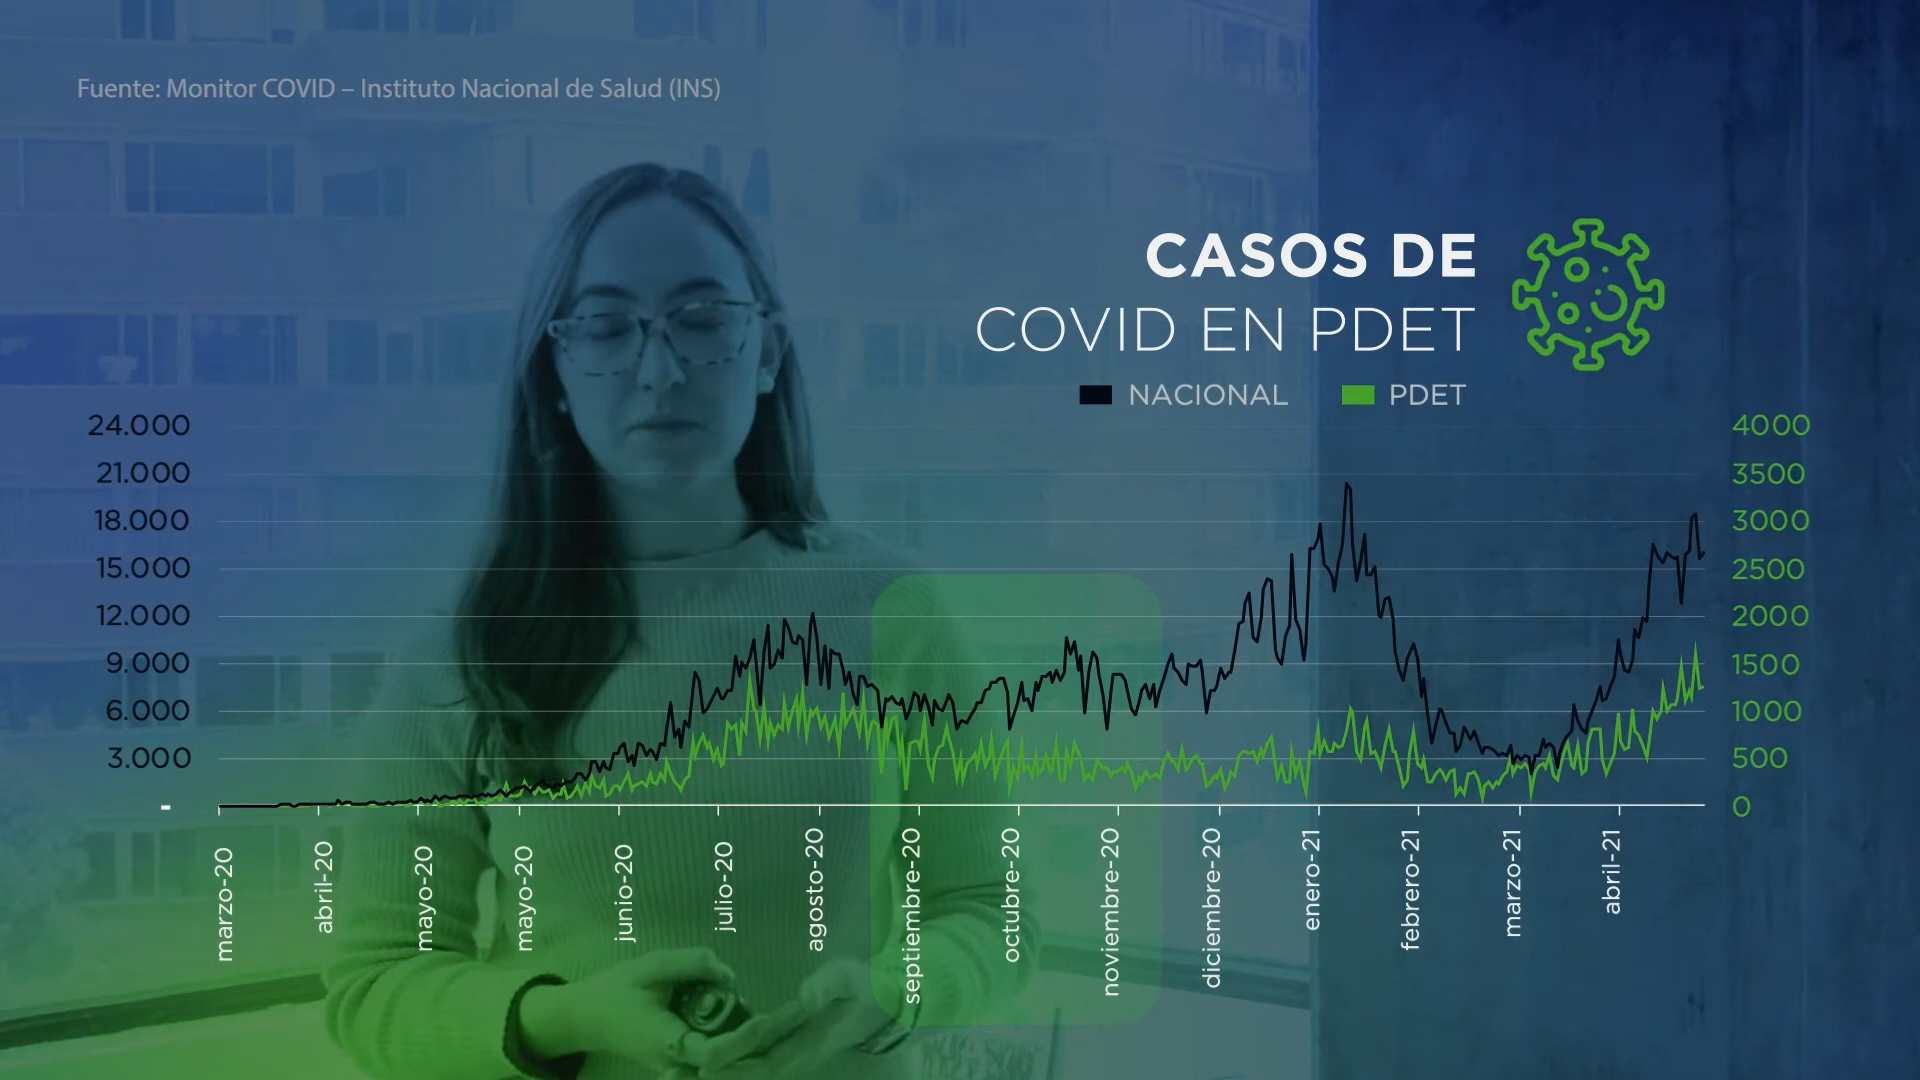 Fuente: Monitor COVID – Instituto Nacional de Salud (INS)
CASOS DE
COVID EN PDET
NACIONAL PDET
24.000
21.000
18.000
15.000
12.000
9.000
6.000
3.000
-
4000
3500
3000
2500
2000
1500
1000
500
0
marzo-20
abril-20
mayo-20
mayo-20
junio-20
julio-20
agosto-20
septiembre-20
octubre-20
noviembre-20
diciembre-20
enero-21
febrero-21
marzo-21
abril-21